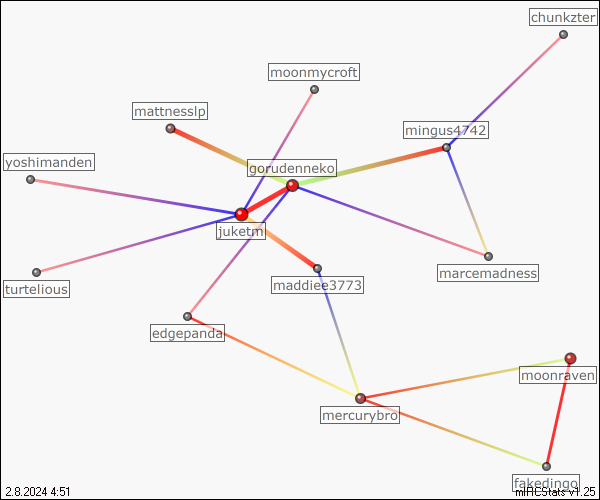 chunkzter
moonmycroft
mattnesslp
mingus4742
yoshimanden
gorudenneko
juketm
marcemadness
maddiee3773
turtelious
edgepanda
moonraven
mercurybro
fakedingo
2.8.2024 4:51
mIRCStats v1.25